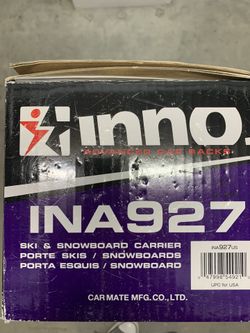 INNO
ADVANCED CAR RACKS
INA927
SKI & SNOWBOARD CARRIER
PORTE SKIS / SNOWBOARDS
PORTA ESQUIS / SNOWBOARD
INA927US
UPC for USA
CAR MATE MFG.CO.,LTD.